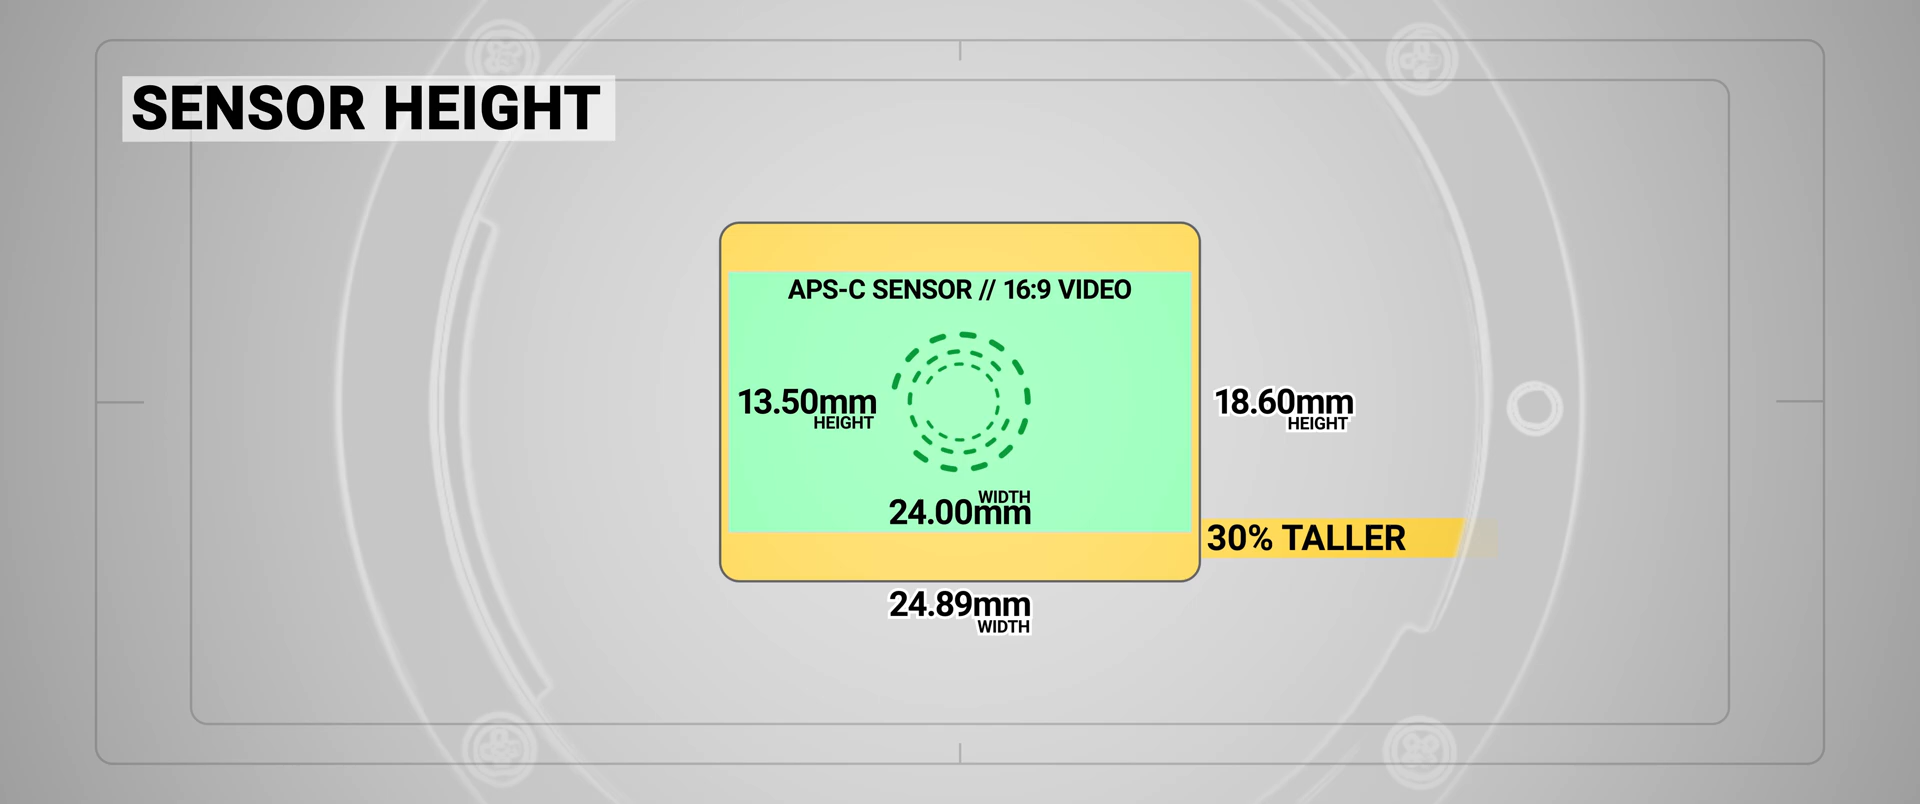 SENSOR HEIGHT
APS-C SENSOR // 16:9 VIDEO
13.50mm
HEIGHT
18.60mm
HEIGHT
WIDTH
24.00mm
30% TALLER
24.89mm
WIDTH